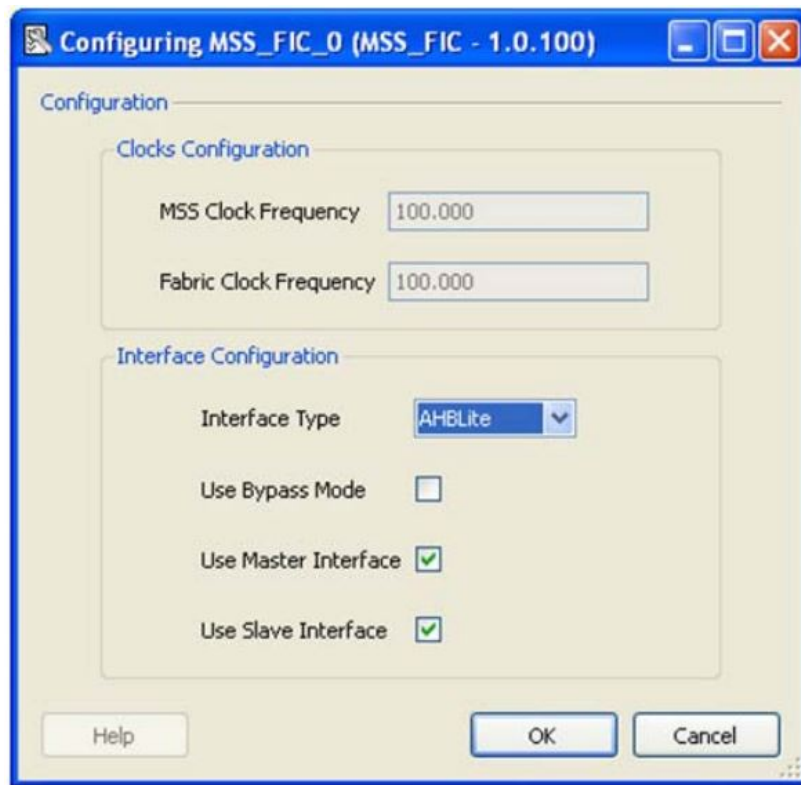 Configuring MSS_FIC_0 (MSS_FIC - 1.0.100)
Configuration
Clocks Configuration
MSS Clock Frequency 100.000
Fabric Clock Frequency 100.000
Interface Configuration
Interface Type AHBLite
Use Bypass Mode
Use Master Interface
Use Slave Interface
Help OK Cancel